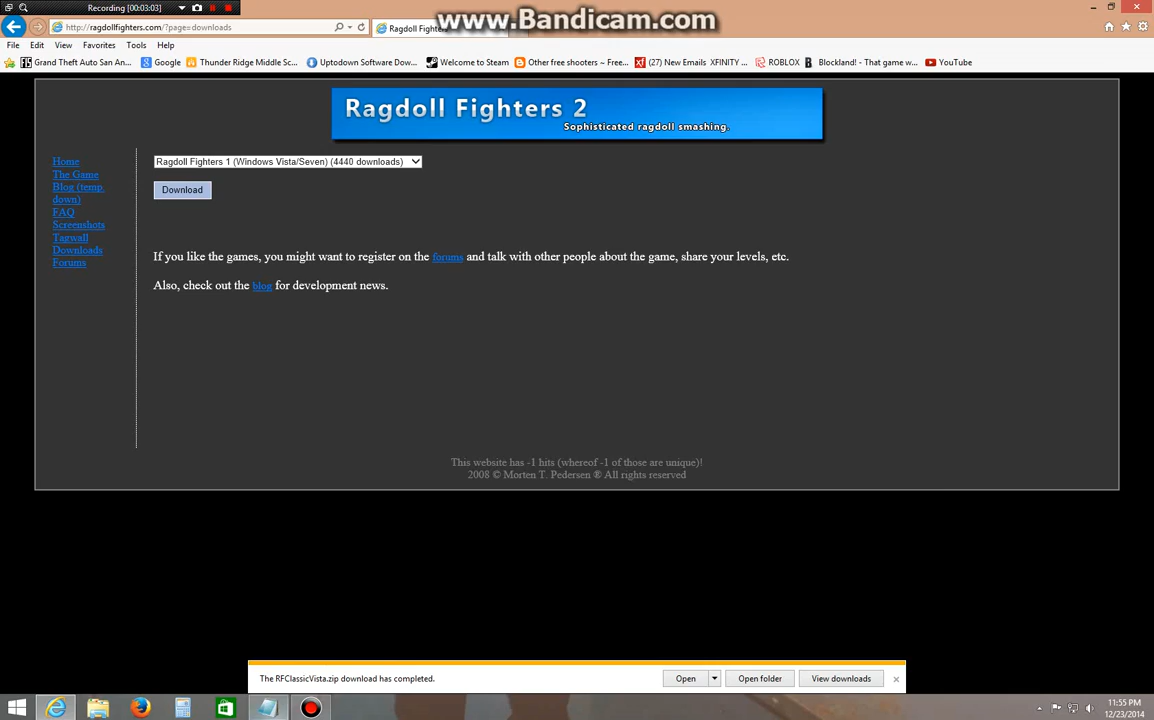 Recording [00:03:03]
www.Bandicam.com
http://ragdollfighters.com/?page=downloads
Ragdoll Fighters
File Edit View Favorites Tools Help
Grand Theft Auto San An... Google Thunder Ridge Middle Sc... Uptodown Software Dow... Welcome to Steam Other free shooters ~ Free... (27) New Emails XFINITY ... ROBLOX Blockland! - That game w... YouTube
Ragdoll Fighters 2
Sophisticated ragdoll smashing.
Home
The Game
Blog (temp. down)
FAQ
Screenshots
Tagwall
Downloads
Forums
Ragdoll Fighters 1 (Windows Vista/Seven) (4440 downloads)
Download
If you like the games, you might want to register on the forums and talk with other people about the game, share your levels, etc.
Also, check out the blog for development news.
This website has -1 hits (whereof -1 of those are unique)!
2008 © Morten T. Pedersen ® All rights reserved
The RFClassicVista.zip download has completed.
Open Open folder View downloads
11:55 PM
12/23/2014